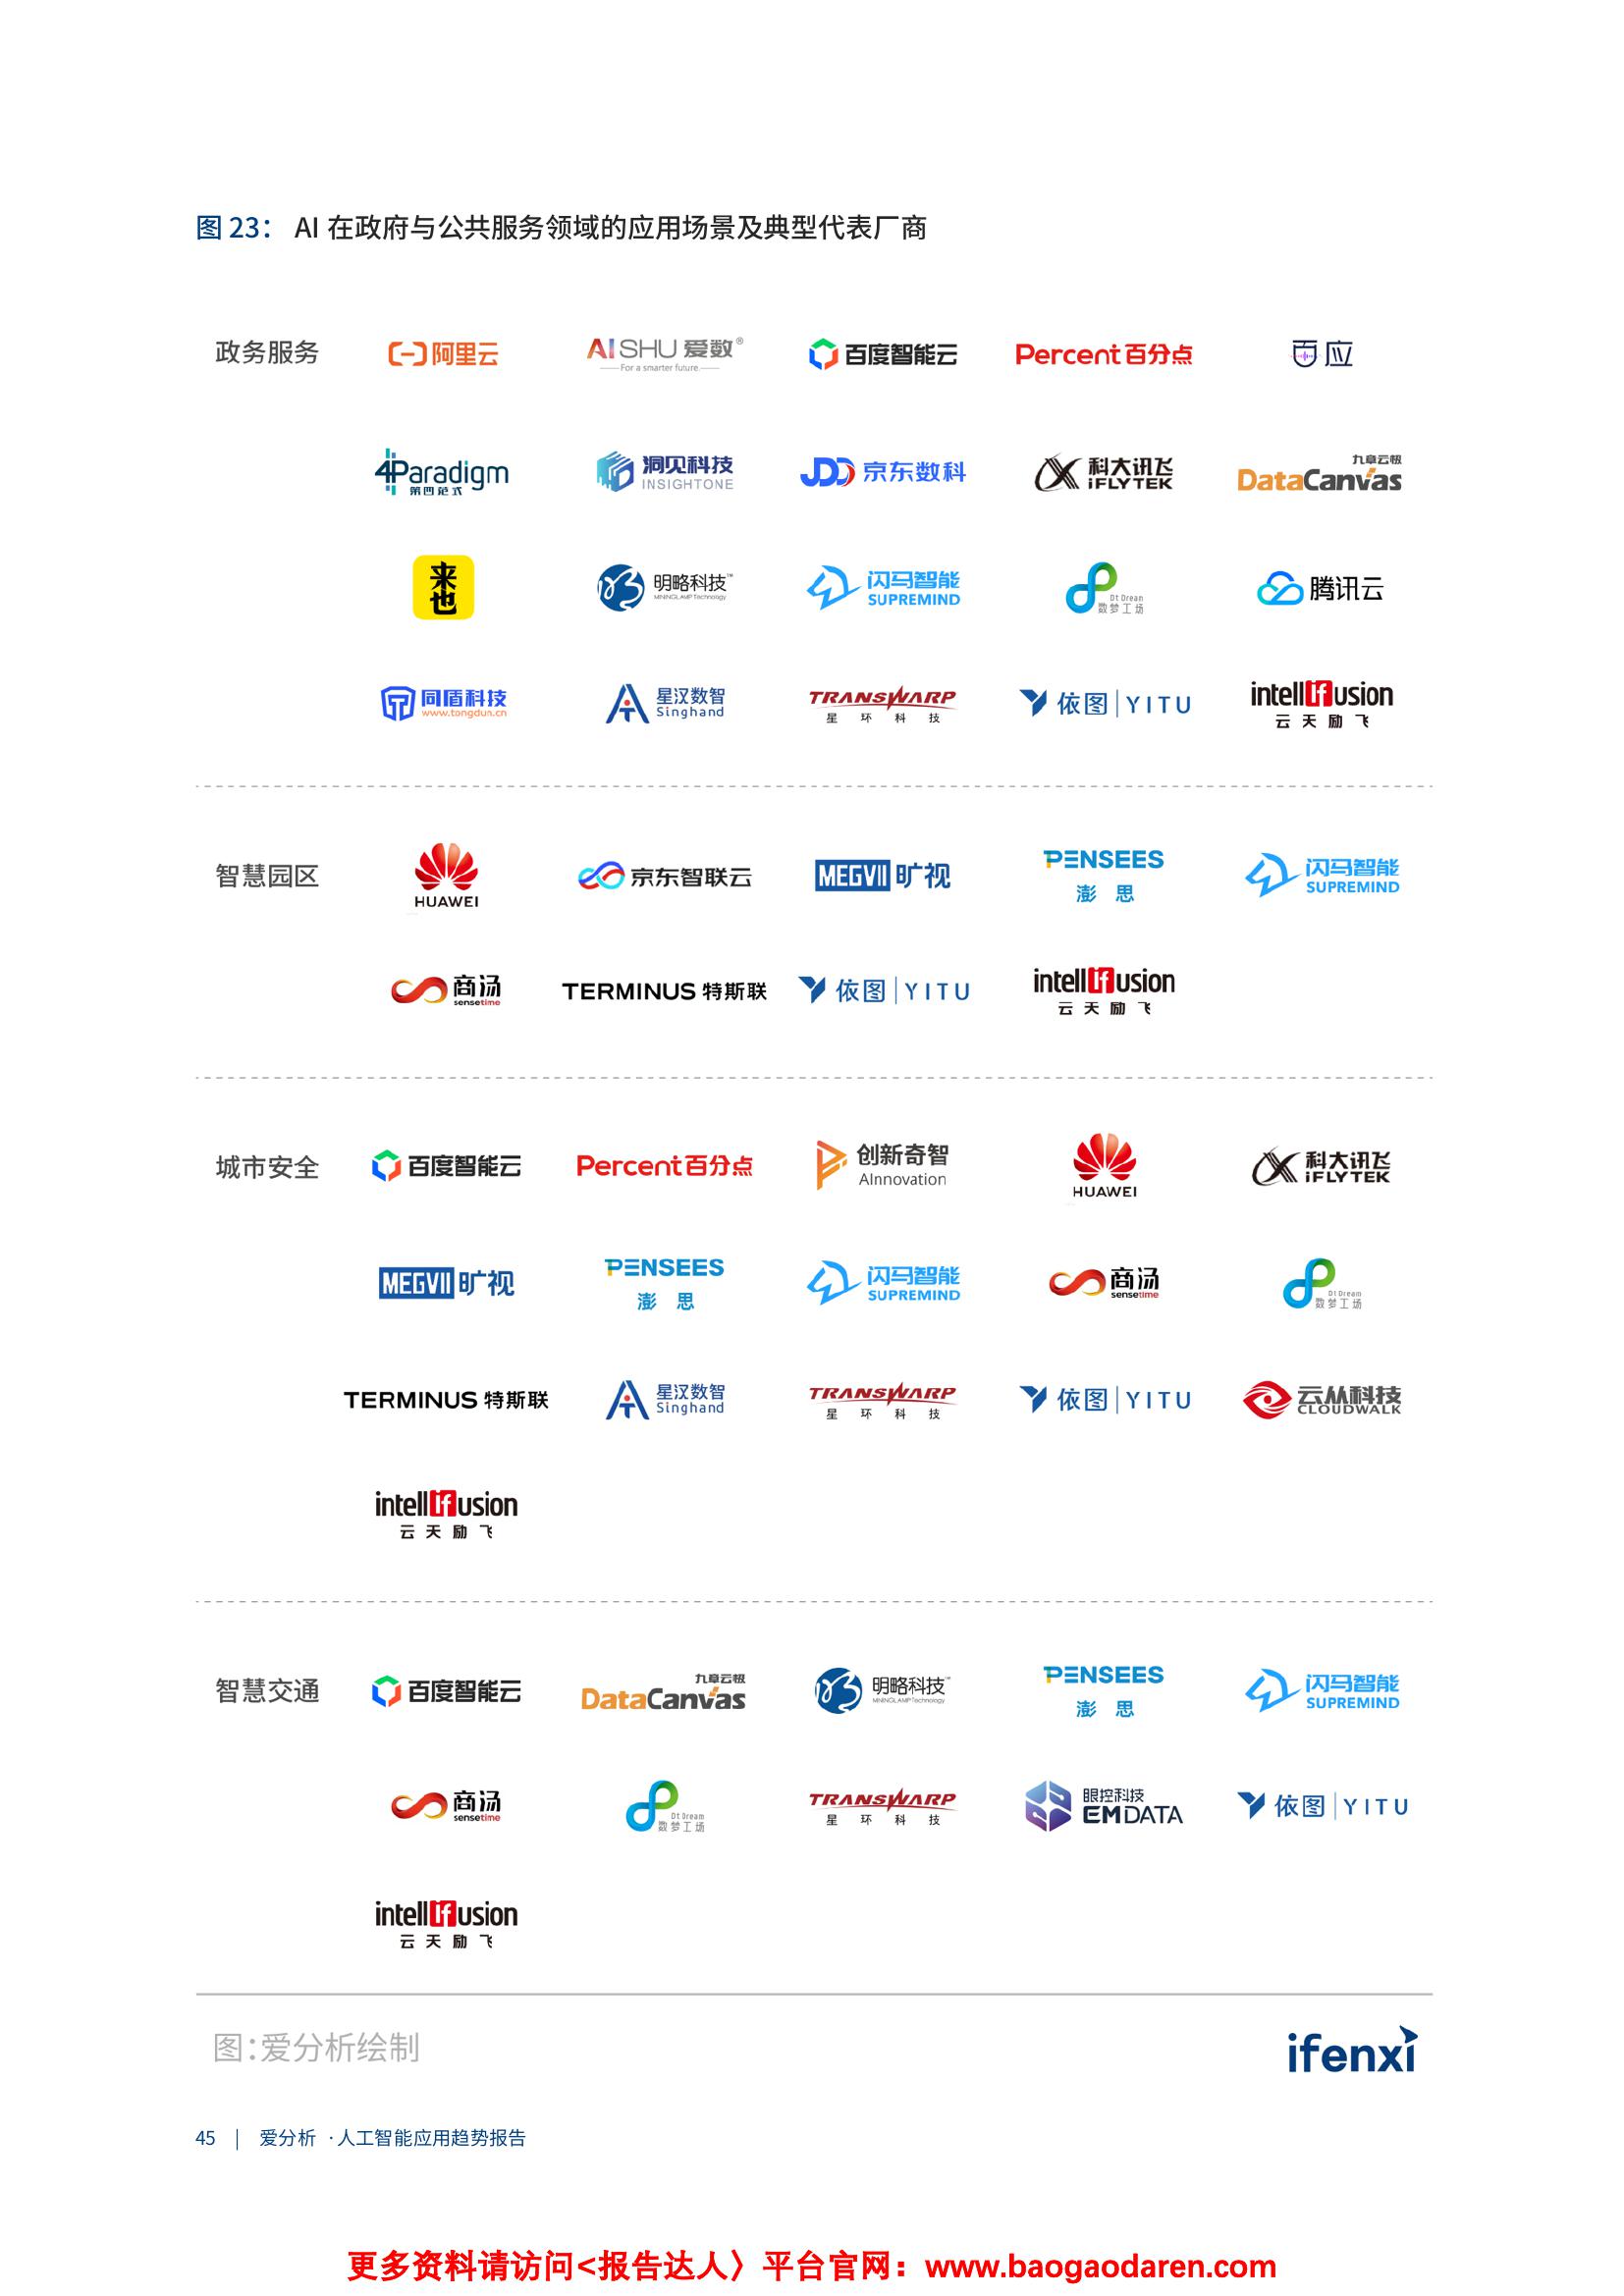 图 23： AI 在政府与公共服务领域的应用场景及典型代表厂商
政务服务 阿里云 AISHU 爱数® 百度智能云 Percent 百分点 百应
For a smarter future.
4Paradigm 第四范式 洞见科技 INSIGHTONE JDD 京东数科 科大讯飞 iFLYTEK 九章云极 DataCanvas
来也 明略科技™ MININGLAMP Technology 闪马智能 SUPREMIND Dt Dream 数梦工场 腾讯云
同盾科技 www.tongdun.cn 星汉数智 Singhand TRANSWARP 星环科技 依图 YITU intellifusion 云天励飞
智慧园区 HUAWEI 京东智联云 MEGVII 旷视 PENSEES 澎思 闪马智能 SUPREMIND
商汤 sensetime TERMINUS 特斯联 依图 YITU intellifusion 云天励飞
城市安全 百度智能云 Percent 百分点 创新奇智 AInnovation HUAWEI 科大讯飞 iFLYTEK
MEGVII 旷视 PENSEES 澎思 闪马智能 SUPREMIND 商汤 sensetime Dt Dream 数梦工场
TERMINUS 特斯联 星汉数智 Singhand TRANSWARP 星环科技 依图 YITU 云从科技 CLOUDWALK
intellifusion 云天励飞
智慧交通 百度智能云 九章云极 DataCanvas 明略科技™ MININGLAMP Technology PENSEES 澎思 闪马智能 SUPREMIND
商汤 sensetime Dt Dream 数梦工场 TRANSWARP 星环科技 眼控科技 EMDATA 依图 YITU
intellifusion 云天励飞
图:爱分析绘制 ifenxi
45 | 爱分析 ·人工智能应用趋势报告
更多资料请访问<报告达人〉平台官网：www.baogaodaren.com